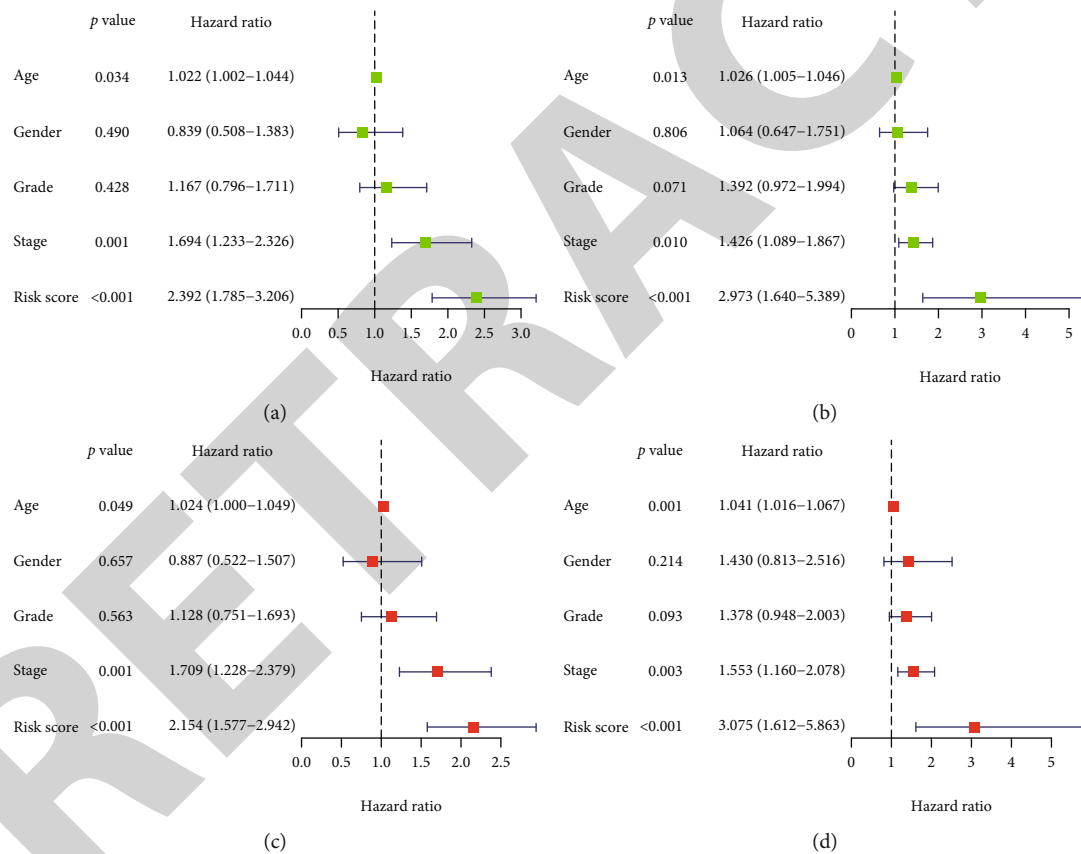 p value Hazard ratio
Age 0.034 1.022 (1.002–1.044)
Gender 0.490 0.839 (0.508–1.383)
Grade 0.428 1.167 (0.796–1.711)
Stage 0.001 1.694 (1.233–2.326)
Risk score <0.001 2.392 (1.785–3.206)
0.0 0.5 1.0 1.5 2.0 2.5 3.0
Hazard ratio
(a)
p value Hazard ratio
Age 0.013 1.026 (1.005–1.046)
Gender 0.806 1.064 (0.647–1.751)
Grade 0.071 1.392 (0.972–1.994)
Stage 0.010 1.426 (1.089–1.867)
Risk score <0.001 2.973 (1.640–5.389)
0 1 2 3 4 5
Hazard ratio
(b)
p value Hazard ratio
Age 0.049 1.024 (1.000–1.049)
Gender 0.657 0.887 (0.522–1.507)
Grade 0.563 1.128 (0.751–1.693)
Stage 0.001 1.709 (1.228–2.379)
Risk score <0.001 2.154 (1.577–2.942)
0.0 0.5 1.0 1.5 2.0 2.5
Hazard ratio
(c)
p value Hazard ratio
Age 0.001 1.041 (1.016–1.067)
Gender 0.214 1.430 (0.813–2.516)
Grade 0.093 1.378 (0.948–2.003)
Stage 0.003 1.553 (1.160–2.078)
Risk score <0.001 3.075 (1.612–5.863)
0 1 2 3 4 5
Hazard ratio
(d)
RETRAC